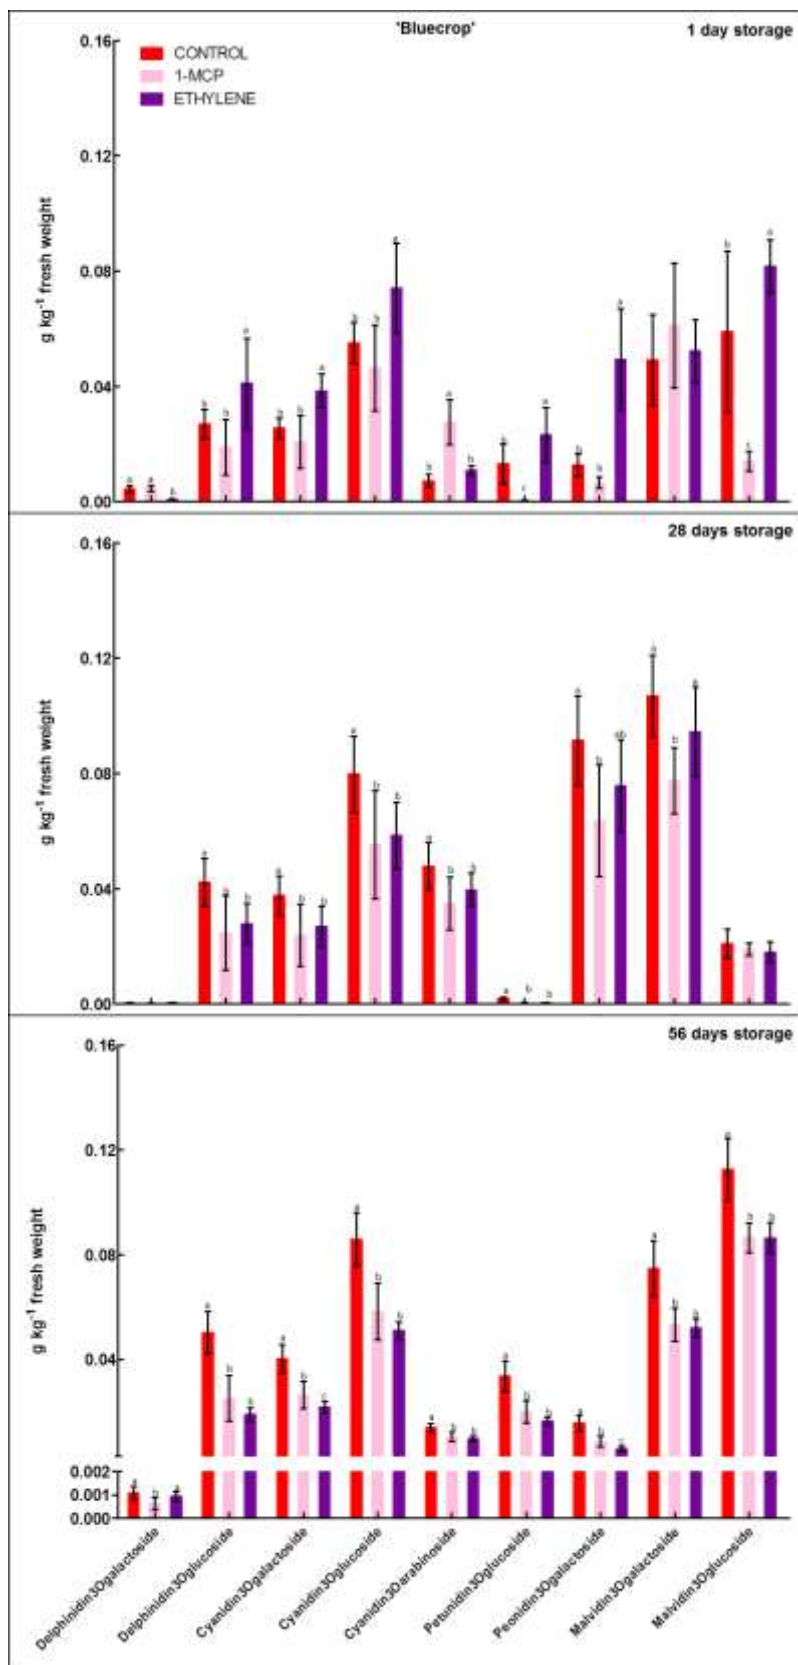 'Bluecrop'
1 day storage
CONTROL
1-MCP
ETHYLENE
g kg⁻¹ fresh weight
0.16
0.12
0.08
0.04
0.00
a a b
b b a
b b a
b b a
b a b
b c a
b b a
b a
28 days storage
g kg⁻¹ fresh weight
0.16
0.12
0.08
0.04
0.00
a b b
a b b
a b b
a b b
a b b
a b ab
a b a
56 days storage
g kg⁻¹ fresh weight
0.16
0.12
0.08
0.04
0.002
0.001
0.000
a b a
a b b
a b c
a b b
a b b
a b b
a b c
a b b
a b b
Delphinidin3Ogalactoside
Delphinidin3Oglucoside
Cyanidin3Ogalactoside
Cyanidin3Oglucoside
Cyanidin3Oarabinoside
Petunidin3Oglucoside
Peonidin3Ogalactoside
Malvidin3Ogalactoside
Malvidin3Oglucoside